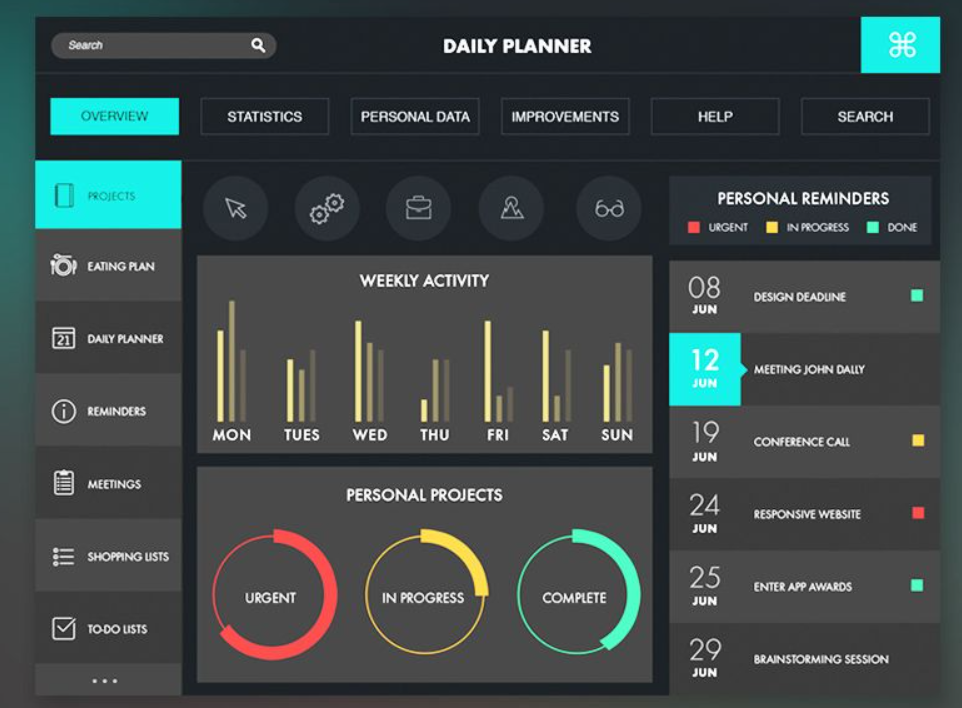 Search
DAILY PLANNER
OVERVIEW
STATISTICS
PERSONAL DATA
IMPROVEMENTS
HELP
SEARCH
PROJECTS
EATING PLAN
21
DAILY PLANNER
REMINDERS
MEETINGS
SHOPPING LISTS
TO-DO LISTS
WEEKLY ACTIVITY
MON TUES WED THU FRI SAT SUN
PERSONAL PROJECTS
URGENT
IN PROGRESS
COMPLETE
PERSONAL REMINDERS
URGENT IN PROGRESS DONE
08
JUN
DESIGN DEADLINE
12
JUN
MEETING JOHN DALLY
19
JUN
CONFERENCE CALL
24
JUN
RESPONSIVE WEBSITE
25
JUN
ENTER APP AWARDS
29
JUN
BRAINSTORMING SESSION